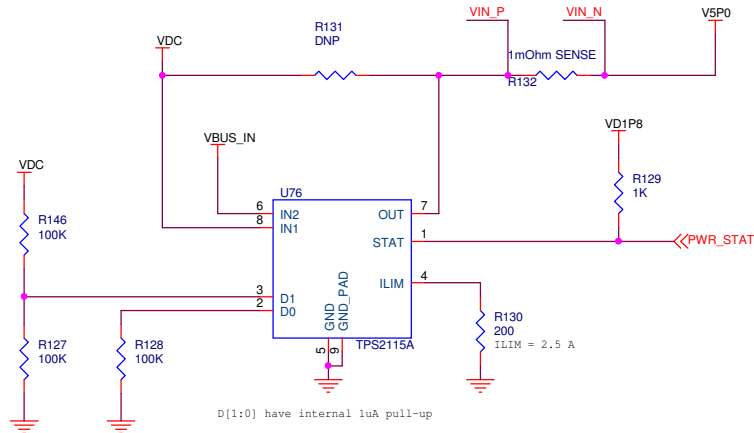 VIN_P
VIN_N
V5P0
R131
DNP
VDC
1mOhm SENSE
R132
VBUS_IN
VD1P8
VDC
R129
1K
U76
R146
100K
6
IN2
OUT
7
8
IN1
STAT
1
PWR_STAT
3
D1
ILIM
4
2
D0
GND
GND_PAD
R130
200
ILIM = 2.5 A
R127
100K
R128
100K
5
9
TPS2115A
D[1:0] have internal 1uA pull-up